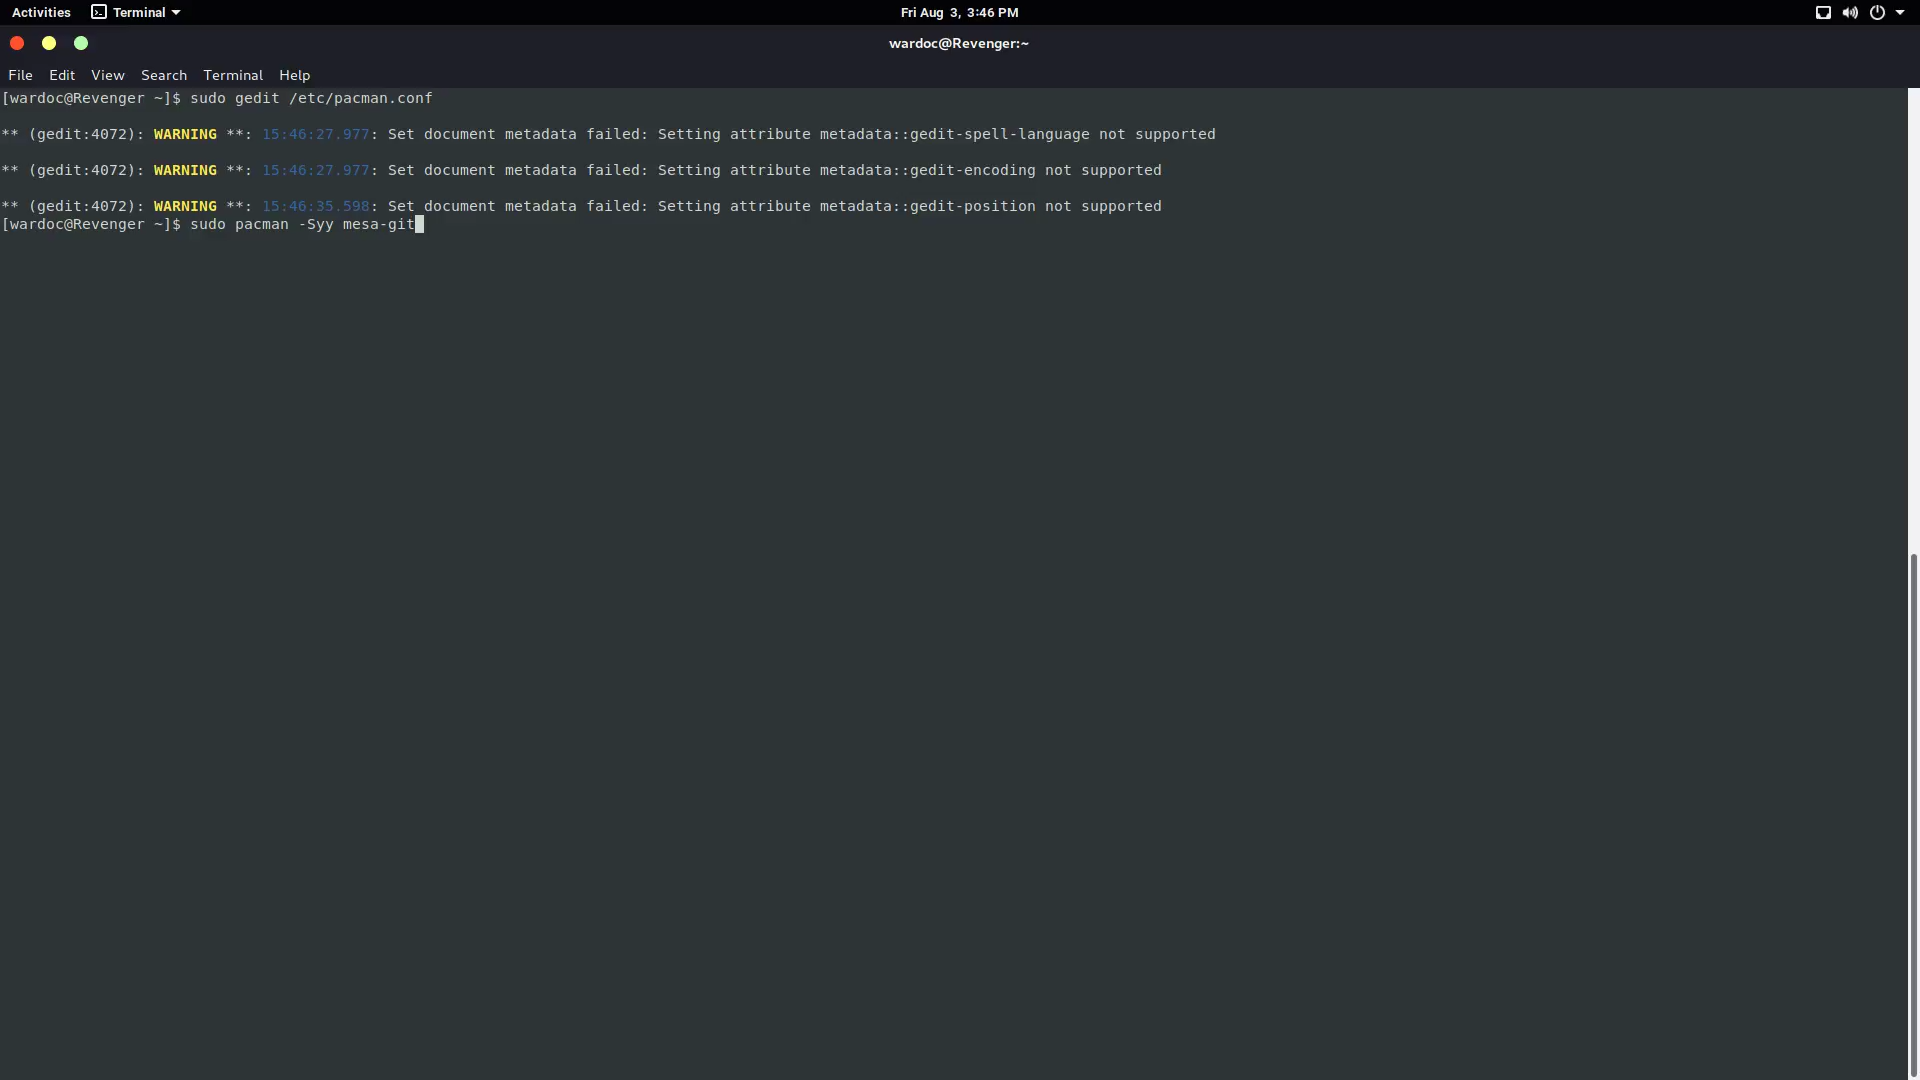 Activities Terminal Fri Aug 3, 3:46 PM
wardoc@Revenger:~
File Edit View Search Terminal Help
[wardoc@Revenger ~]$ sudo gedit /etc/pacman.conf
** (gedit:4072): WARNING **: 15:46:27.977: Set document metadata failed: Setting attribute metadata::gedit-spell-language not supported
** (gedit:4072): WARNING **: 15:46:27.977: Set document metadata failed: Setting attribute metadata::gedit-encoding not supported
** (gedit:4072): WARNING **: 15:46:35.598: Set document metadata failed: Setting attribute metadata::gedit-position not supported
[wardoc@Revenger ~]$ sudo pacman -Syy mesa-git